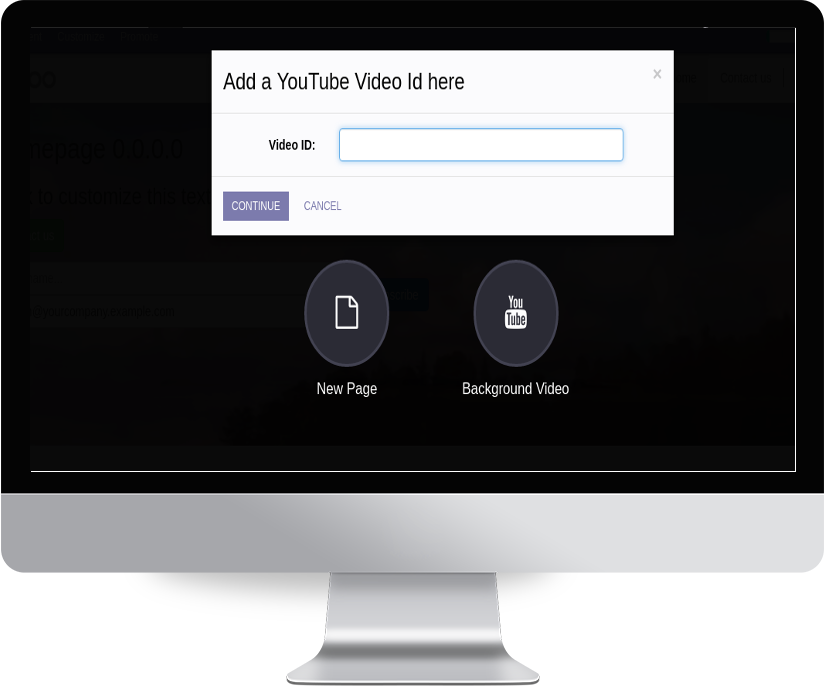 Add a YouTube Video Id here
x
Video ID:
CONTINUE CANCEL
You
Tube
New Page Background Video